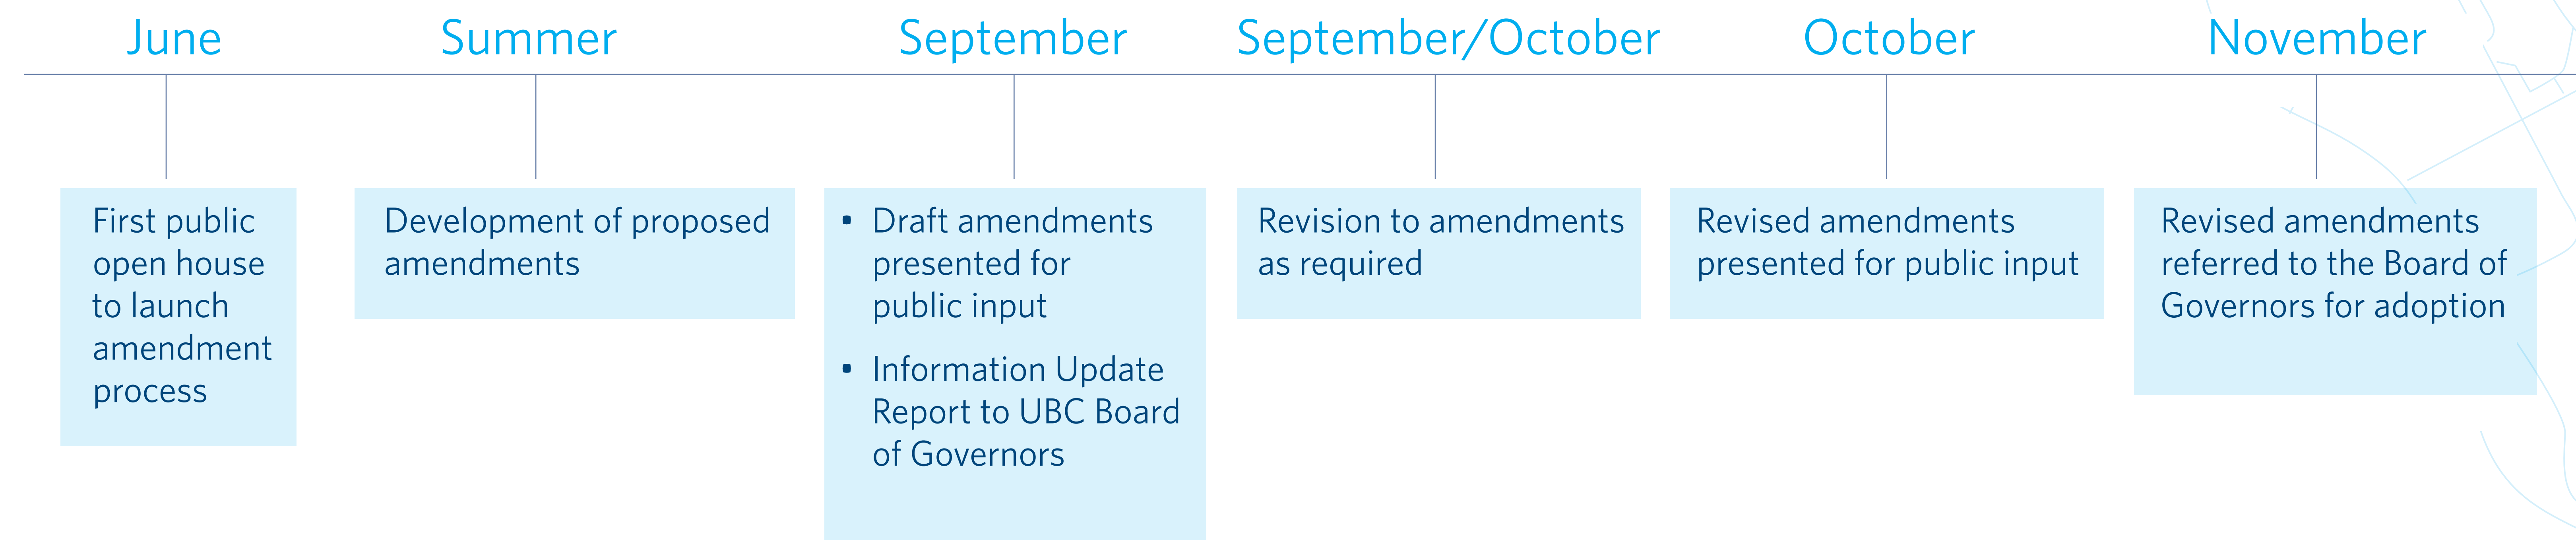 June
Summer
September
September/October
October
November
First public
open house
to launch
amendment
process
Development of proposed
amendments
• Draft amendments
presented for
public input
• Information Update
Report to UBC Board
of Governors
Revision to amendments
as required
Revised amendments
presented for public input
Revised amendments
referred to the Board of
Governors for adoption